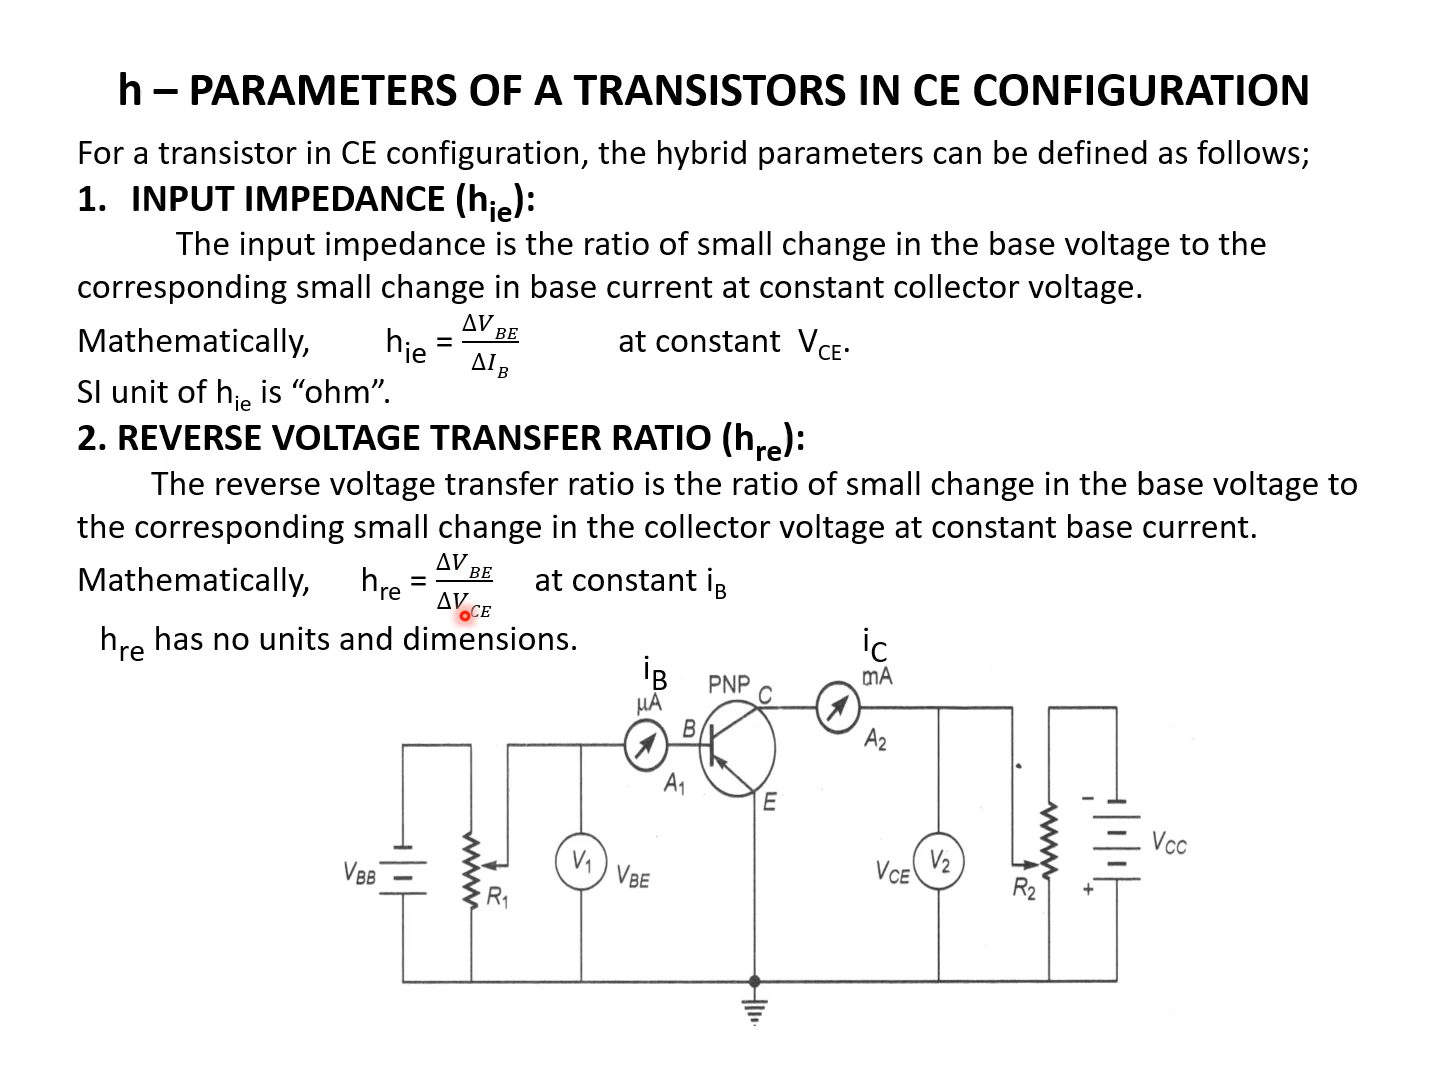 h – PARAMETERS OF A TRANSISTORS IN CE CONFIGURATION
For a transistor in CE configuration, the hybrid parameters can be defined as follows;
1. INPUT IMPEDANCE (hie):
The input impedance is the ratio of small change in the base voltage to the
corresponding small change in base current at constant collector voltage.
Mathematically, hie = ΔVBE / ΔIB at constant VCE.
SI unit of hie is “ohm”.
2. REVERSE VOLTAGE TRANSFER RATIO (hre):
The reverse voltage transfer ratio is the ratio of small change in the base voltage to
the corresponding small change in the collector voltage at constant base current.
Mathematically, hre = ΔVBE / ΔVCE at constant iB
hre has no units and dimensions.
iB
μA
PNP
C
iC
mA
B
A1
E
A2
VBB
R1
V1
VBE
VCE
V2
R2
–
+
VCC